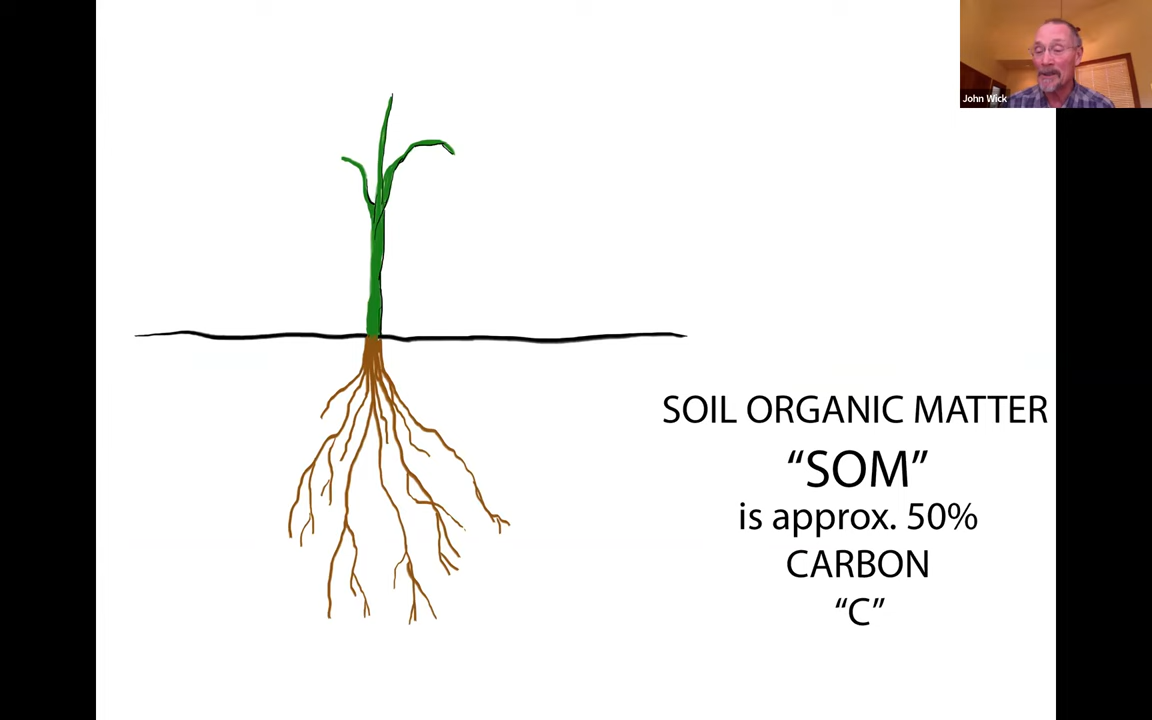 John Wick
SOIL ORGANIC MATTER
“SOM”
is approx. 50%
CARBON
“C”